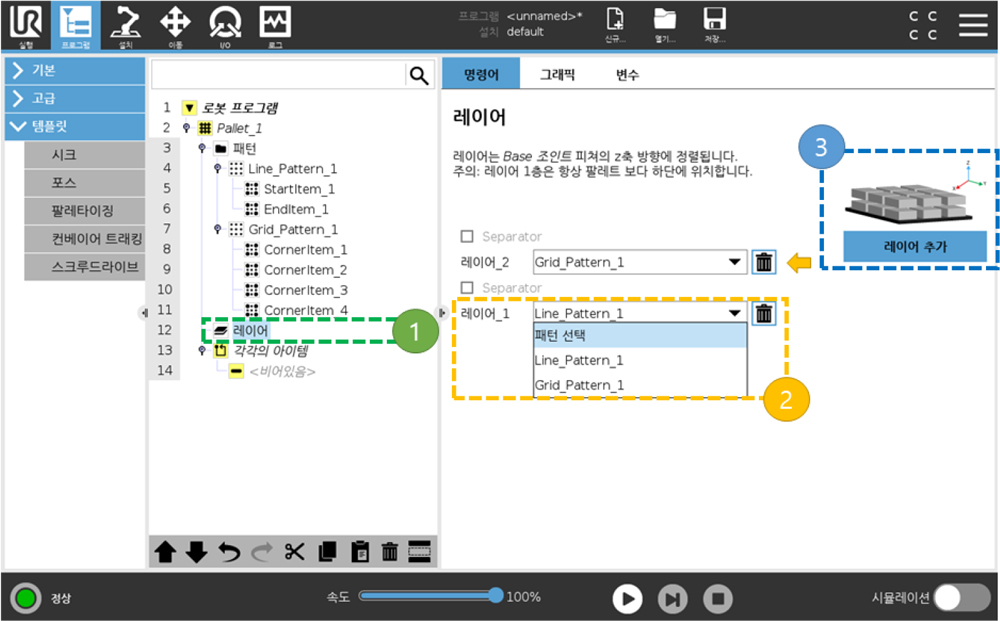 UR
실행
프로그램
설치
이동
I/O
로그
프로그램 <unnamed>*
설치 default
신규...
열기...
저장...
C C
C C
기본
고급
템플릿
시크
포스
팔레타이징
컨베이어 트래킹
스크루드라이브
1 로봇 프로그램
2 Pallet_1
3 패턴
4 Line_Pattern_1
5 StartItem_1
6 EndItem_1
7 Grid_Pattern_1
8 CornerItem_1
9 CornerItem_2
10 CornerItem_3
11 CornerItem_4
12 레이어
13 각각의 아이템
14 <비어있음>
1
명령어 그래픽 변수
레이어
레이어는 Base 조인트 피쳐의 z축 방향에 정렬됩니다.
주의: 레이어 1층은 항상 팔레트 보다 하단에 위치합니다.
3
Z
X Y
레이어 추가
Separator
레이어_2 Grid_Pattern_1
Separator
레이어_1 Line_Pattern_1
패턴 선택
Line_Pattern_1
Grid_Pattern_1
2
정상
속도 100%
시뮬레이션